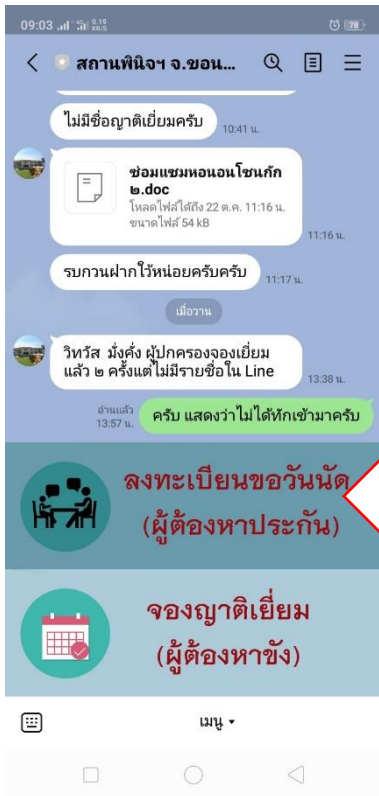 09:03 4G 0.19 KB/S 78
สถานพินิจฯ จ.ขอน...
ไม่มีชื่อญาติเยี่ยมครับ
10:41 น.
ซ่อมแซมหอนอนโซนกัก
๒.doc
โหลดไฟล์ได้ถึง 22 ต.ค. 11:16 น.
ขนาดไฟล์ 54 kB
11:16 น.
รบกวนฝากใว้หน่อยครับครับ
11:17 น.
เมื่อวาน
วิทวัส มั่งคั่ง ผู้ปกครองจองเยี่ยม
แล้ว ๒ ครั้งแต่ไม่มีรายชื่อใน Line
13:38 น.
อ่านแล้ว
13:57 น.
ครับ แสดงว่าไม่ได้ทักเข้ามาครับ
ลงทะเบียนขอวันนัด
(ผู้ต้องหาประกัน)
จองญาติเยี่ยม
(ผู้ต้องหาขัง)
เมนู